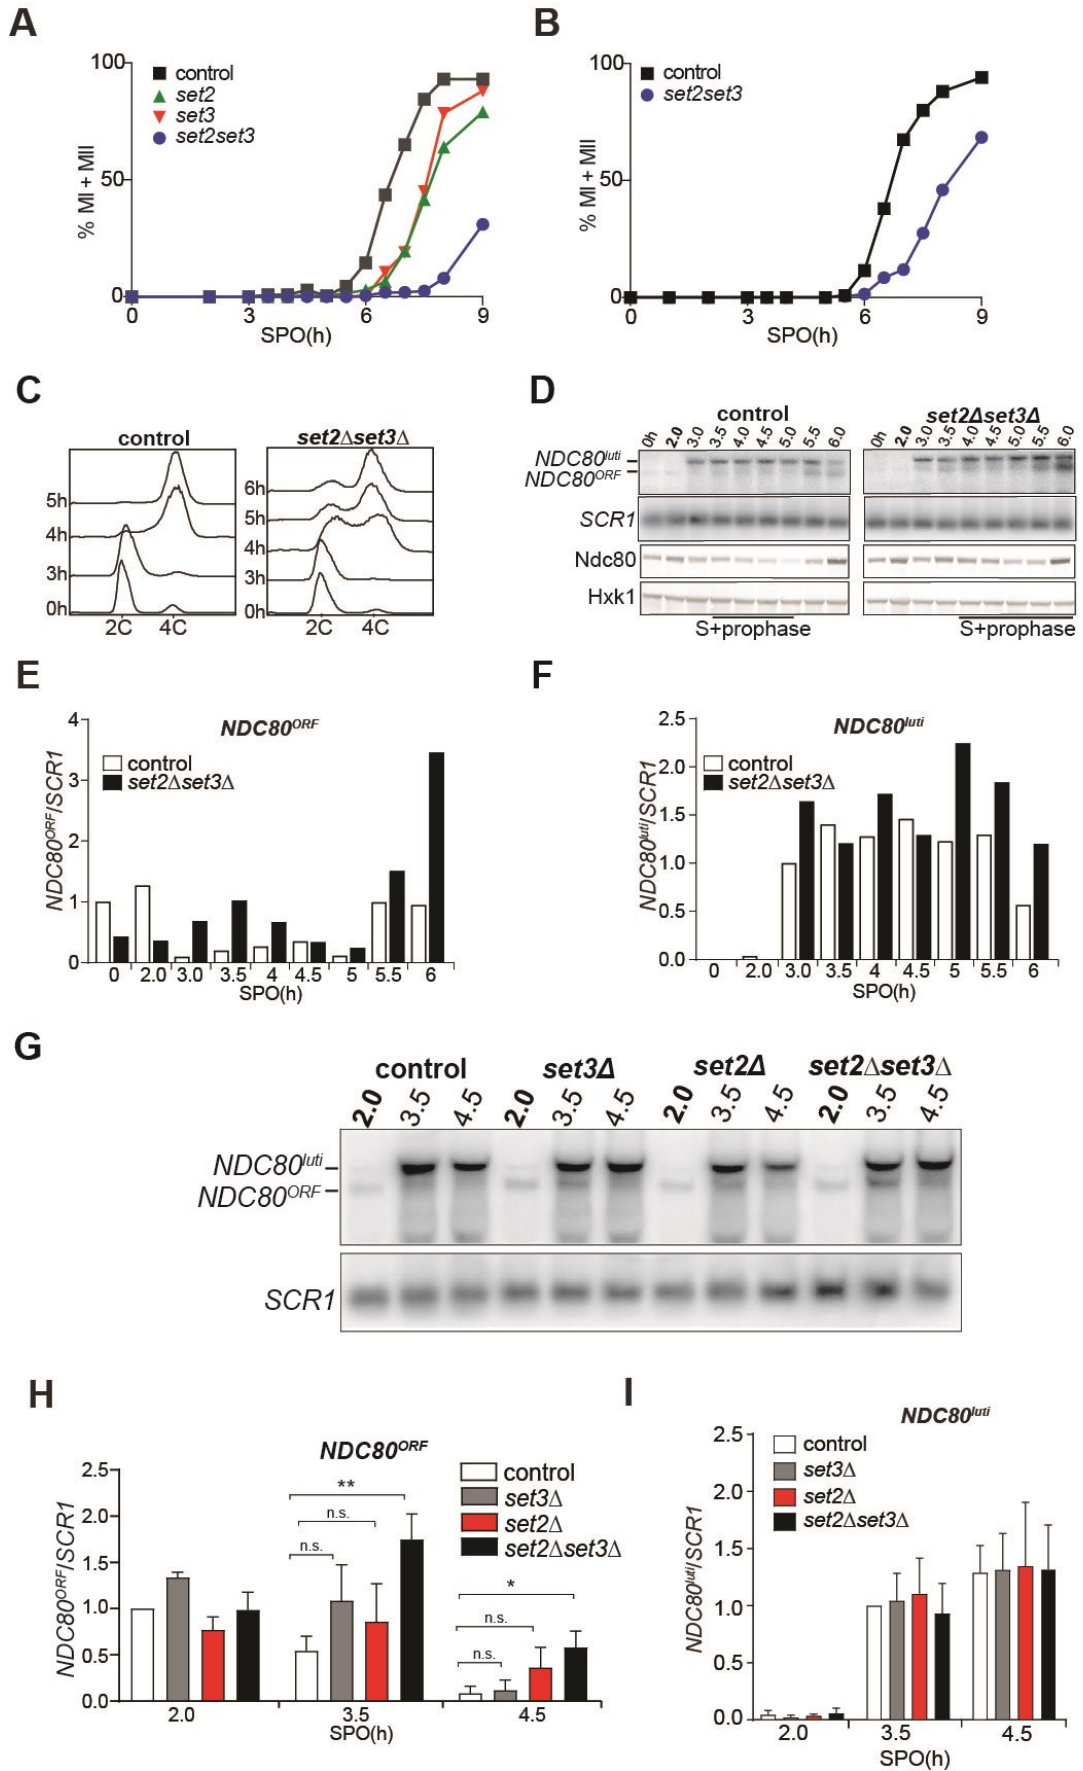 A
100
50
0
% MI + MII
control
set2
set3
set2set3
0 3 6 9
SPO(h)
B
100
50
0
% MI + MII
control
set2set3
0 3 6 9
SPO(h)
C
control
5h
4h
3h
0h
2C 4C
set2Δset3Δ
6h
5h
4h
3h
0h
2C 4C
D
control set2Δset3Δ
0h 2.0 3.0 3.5 4.0 4.5 5.0 5.5 6.0 0h 2.0 3.0 3.5 4.0 4.5 5.0 5.5 6.0
NDC80luti
NDC80ORF
SCR1
Ndc80
Hxk1
S+prophase S+prophase
E
NDC80ORF
4
3
2
1
0
NDC80ORF/SCR1
control
set2Δset3Δ
0 2.0 3.0 3.5 4 4.5 5 5.5 6
SPO(h)
F
NDC80luti
2.5
2.0
1.5
1.0
0.5
0.0
NDC80luti/SCR1
control
set2Δset3Δ
0 2.0 3.0 3.5 4 4.5 5 5.5 6
SPO(h)
G
control set3Δ set2Δ set2Δset3Δ
2.0 3.5 4.5 2.0 3.5 4.5 2.0 3.5 4.5 2.0 3.5 4.5
NDC80luti
NDC80ORF
SCR1
H
NDC80ORF
2.5
2.0
1.5
1.0
0.5
0.0
NDC80ORF/SCR1
control
set3Δ
set2Δ
set2Δset3Δ
**
n.s.
n.s.
*
n.s.
n.s.
2.0 3.5 4.5
SPO(h)
I
NDC80luti
2.5
2.0
1.5
1.0
0.5
0.0
NDC80luti/SCR1
control
set3Δ
set2Δ
set2Δset3Δ
2.0 3.5 4.5
SPO(h)